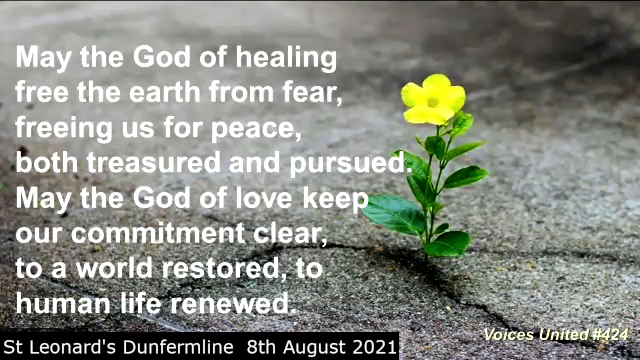 May the God of healing
free the earth from fear,
freeing us for peace,
both treasured and pursued.
May the God of love keep
our commitment clear,
to a world restored, to
human life renewed.
Voices United #424
St Leonard's Dunfermline  8th August 2021